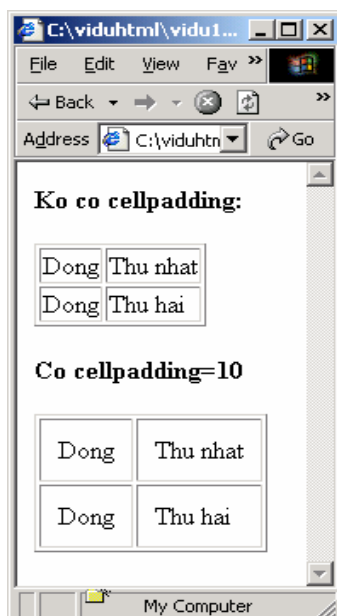 C:\viduhtml\vidu1...
File Edit View Fav »
Back »
Address C:\viduhtn Go
Ko co cellpadding:
Dong Thu nhat
Dong Thu hai
Co cellpadding=10
Dong Thu nhat
Dong Thu hai
My Computer